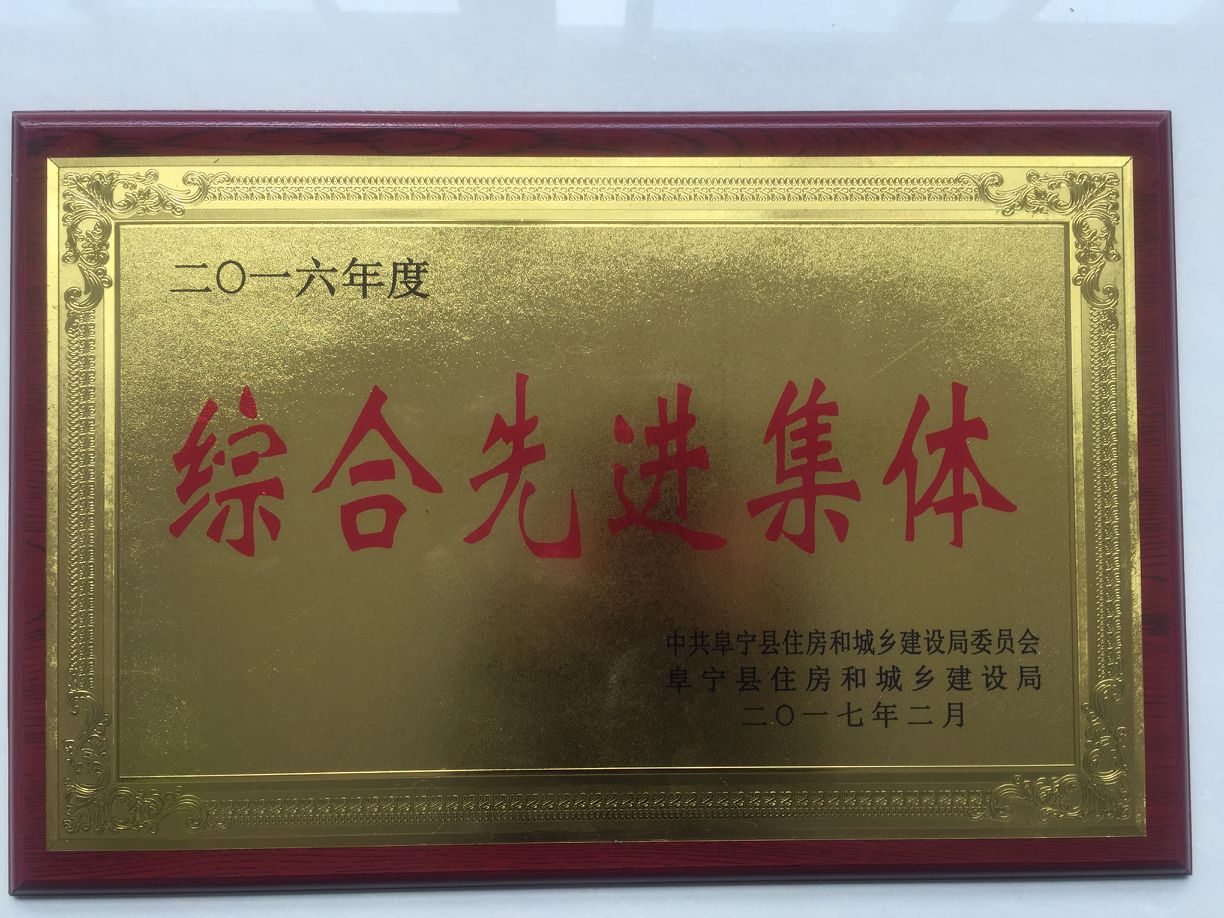 二〇一六年度
综合先进集体
中共阜宁县住房和城乡建设局委员会
阜宁县住房和城乡建设局
二〇一七年二月